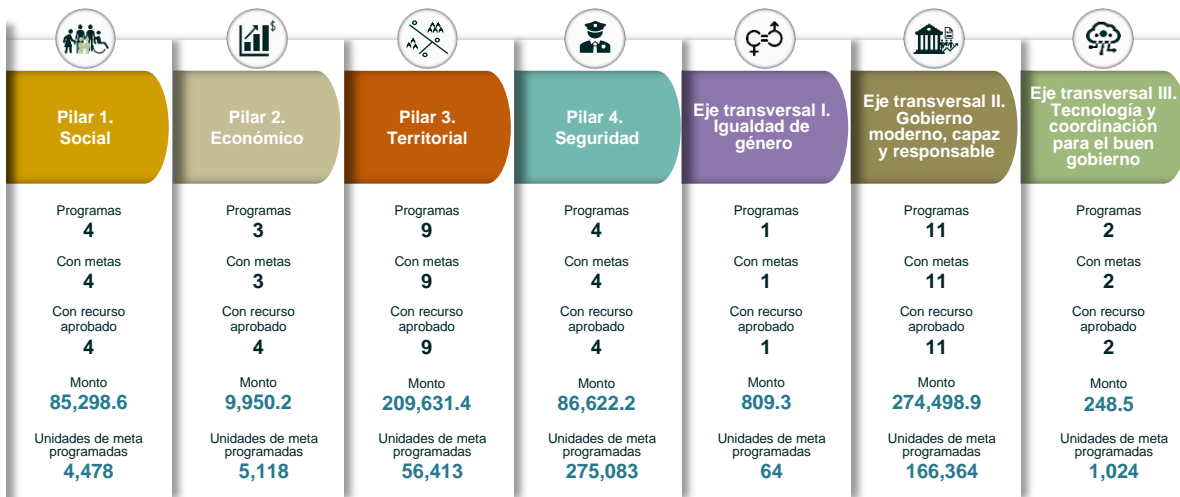 $
Pilar 1.
Social
Programas
4
Con metas
4
Con recurso
aprobado
4
Monto
85,298.6
Unidades de meta
programadas
4,478
Pilar 2.
Económico
Programas
3
Con metas
3
Con recurso
aprobado
4
Monto
9,950.2
Unidades de meta
programadas
5,118
Pilar 3.
Territorial
Programas
9
Con metas
9
Con recurso
aprobado
9
Monto
209,631.4
Unidades de meta
programadas
56,413
Pilar 4.
Seguridad
Programas
4
Con metas
4
Con recurso
aprobado
4
Monto
86,622.2
Unidades de meta
programadas
275,083
Eje transversal I.
Igualdad de
género
Programas
1
Con metas
1
Con recurso
aprobado
1
Monto
809.3
Unidades de meta
programadas
64
Eje transversal II.
Gobierno
moderno, capaz
y responsable
Programas
11
Con metas
11
Con recurso
aprobado
11
Monto
274,498.9
Unidades de meta
programadas
166,364
Eje transversal III.
Tecnología y
coordinación
para el buen
gobierno
Programas
2
Con metas
2
Con recurso
aprobado
2
Monto
248.5
Unidades de meta
programadas
1,024